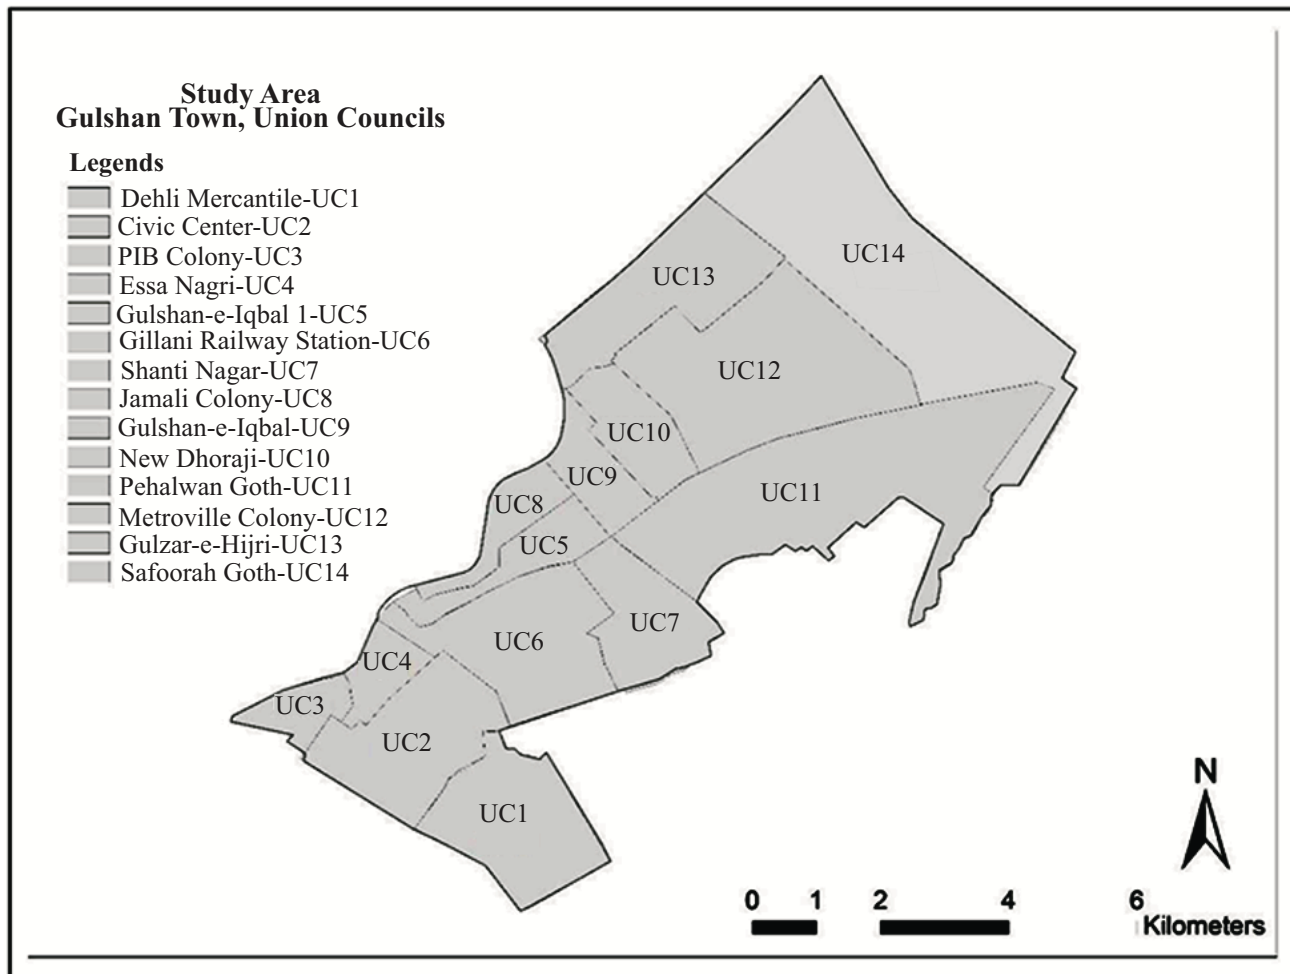 Study Area
Gulshan Town, Union Councils
Legends
Dehli Mercantile-UC1
Civic Center-UC2
PIB Colony-UC3
Essa Nagri-UC4
Gulshan-e-Iqbal 1-UC5
Gillani Railway Station-UC6
Shanti Nagar-UC7
Jamali Colony-UC8
Gulshan-e-Iqbal-UC9
New Dhoraji-UC10
Pehalwan Goth-UC11
Metroville Colony-UC12
Gulzar-e-Hijri-UC13
Safoorah Goth-UC14
UC14
UC13
UC12
UC10
UC9
UC11
UC8
UC5
UC7
UC6
UC4
UC3
UC2
UC1
N
0 1 2 4 6
Kilometers